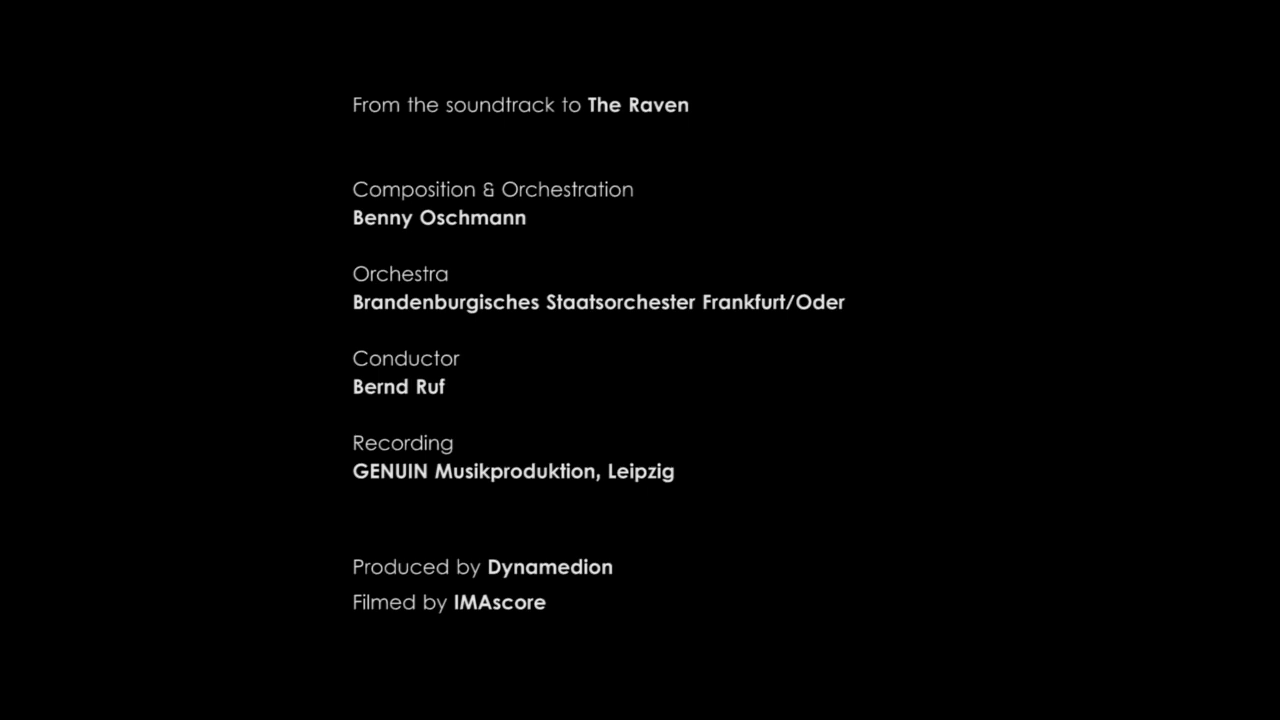 From the soundtrack to The Raven
Composition & Orchestration
Benny Oschmann
Orchestra
Brandenburgisches Staatsorchester Frankfurt/Oder
Conductor
Bernd Ruf
Recording
GENUIN Musikproduktion, Leipzig
Produced by Dynamedion
Filmed by IMAscore